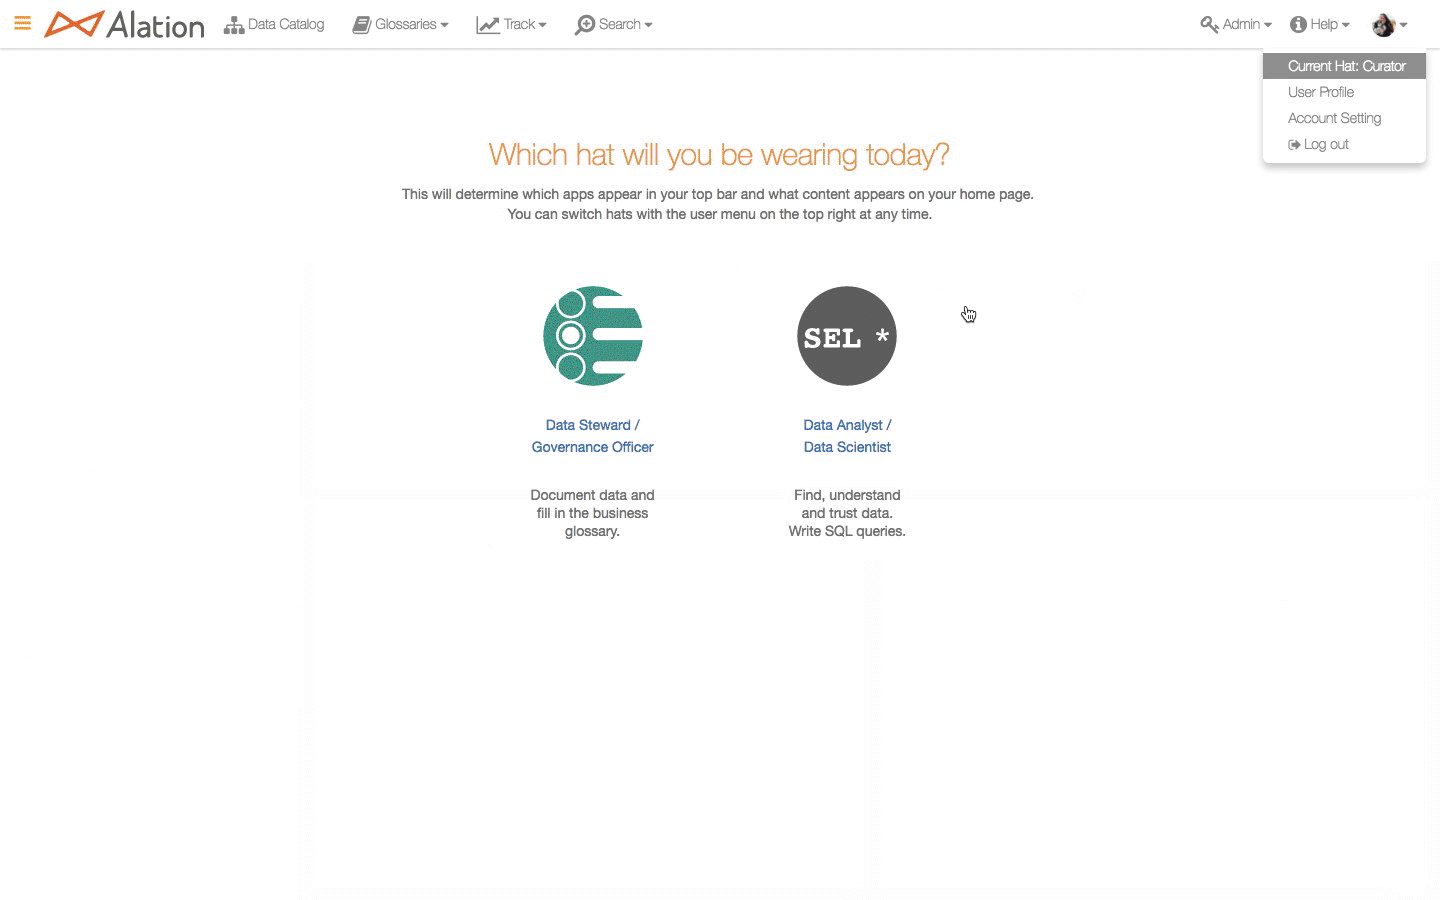 Alation
Data Catalog
Glossaries
Track
Search
Admin
Help
Current Hat: Curator
User Profile
Account Setting
Log out
Which hat will you be wearing today?
This will determine which apps appear in your top bar and what content appears on your home page.
You can switch hats with the user menu on the top right at any time.
SEL *
Data Steward /
Governance Officer
Document data and
fill in the business
glossary.
Data Analyst /
Data Scientist
Find, understand
and trust data.
Write SQL queries.